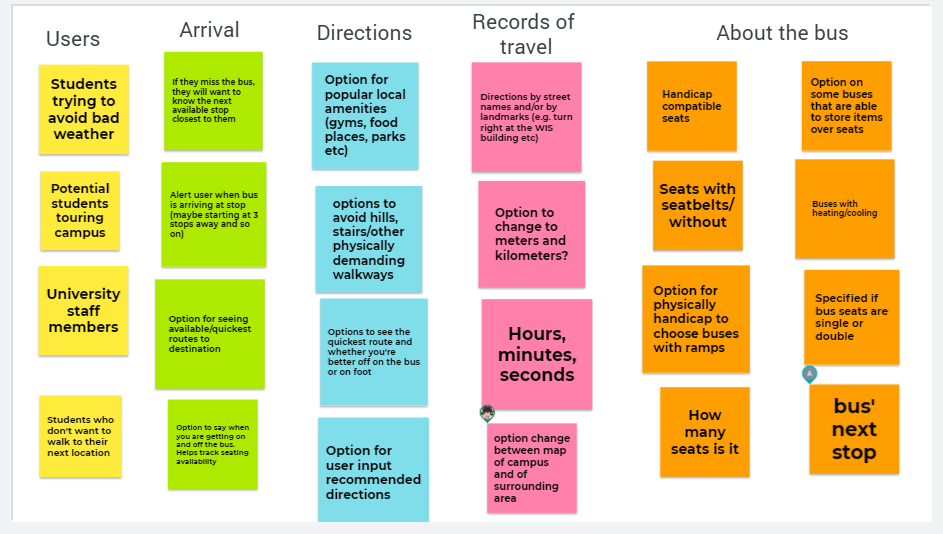 Users
Students
trying to
avoid bad
weather
Potential
students
touring
campus
University
staff
members
Students who
don't want to
walk to their
next location
Arrival
If they miss the bus,
they will want to
know the next
available stop
closest to them
Alert user when bus
is arriving at stop
(maybe starting at 3
stops away and so
on)
Option for seeing
available/quickest
routes to
destination
Option to say when
you are getting on
and off the bus.
Helps track seating
availability
Directions
Option for
popular local
amenities
(gyms, food
places, parks
etc)
options to
avoid hills,
stairs/other
physically
demanding
walkways
Options to see the
quickest route and
whether you're
better off on the bus
or on foot
Option for
user input
recommended
directions
Records of
travel
Directions by street
names and/or by
landmarks (e.g. turn
right at the WIS
building etc)
Option to
change to
meters and
kilometers?
Hours,
minutes,
seconds
option change
between map
of campus
and of
surrounding
area
About the bus
Handicap
compatible
seats
Seats with
seatbelts/
without
Option for
physically
handicap to
choose buses
with ramps
How
many
seats is it
Option on
some buses
that are able
to store items
over seats
Buses with
heating/cooling
Specified if
bus seats are
single or
double
A
bus'
next
stop